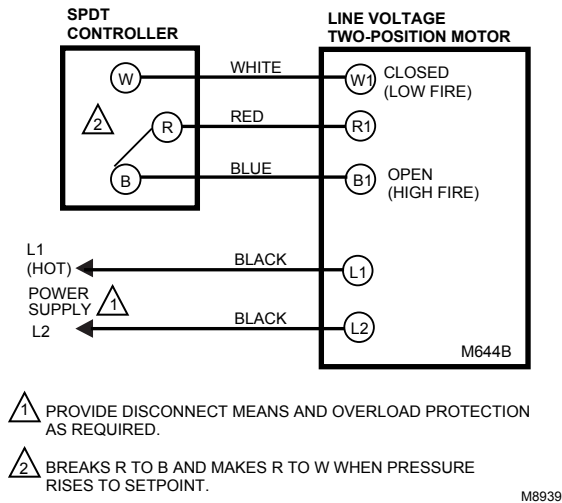 SPDT
CONTROLLER
LINE VOLTAGE
TWO-POSITION MOTOR
W
WHITE
W1
CLOSED
(LOW FIRE)
2
R
RED
R1
B
BLUE
B1
OPEN
(HIGH FIRE)
L1
(HOT)
BLACK
L1
POWER
SUPPLY
1
L2
BLACK
L2
M644B
1 PROVIDE DISCONNECT MEANS AND OVERLOAD PROTECTION
AS REQUIRED.
2 BREAKS R TO B AND MAKES R TO W WHEN PRESSURE
RISES TO SETPOINT.
M8939